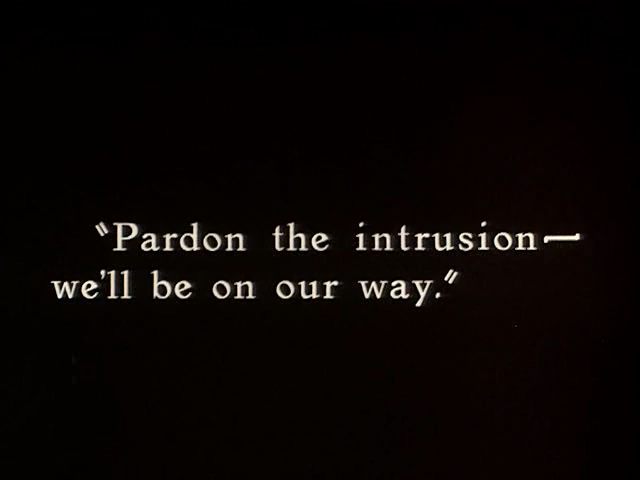 "Pardon the intrusion—
we'll be on our way."